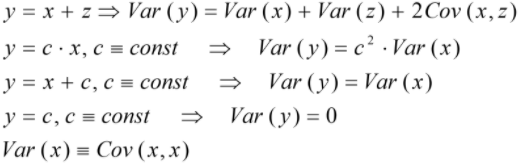 y = x + z ⇒ Var (y) = Var (x) + Var (z) + 2Cov (x, z)
y = c · x, c ≡ const ⇒ Var (y) = c² · Var (x)
y = x + c, c ≡ const ⇒ Var (y) = Var (x)
y = c, c ≡ const ⇒ Var (y) = 0
Var (x) ≡ Cov (x, x)